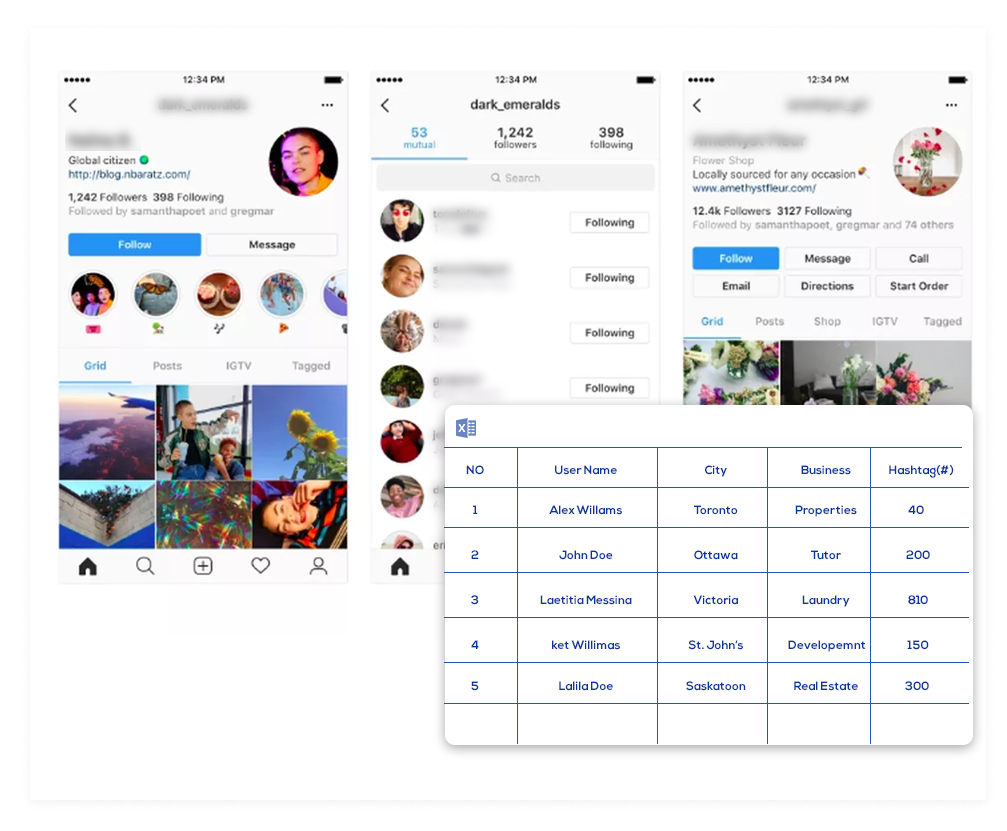 12:34 PM
Global citizen
http://blog.nbaratz.com/
1,242 Followers 398 Following
Followed by samanthapoet and gregmar
Follow
Message
Grid Posts IGTV Tagged
12:34 PM
dark_emeralds
53 1,242 398
mutual followers following
Search
Following
Following
Following
Following
12:34 PM
Amethyst Fleur
Flower Shop
Locally sourced for any occasion
www.amethystfleur.com/
12.4k Followers 3127 Following
Followed by samanthapoet, gregmar and 74 others
Follow Message Call
Email Directions Start Order
Grid Posts Shop IGTV Tagged
NO User Name City Business Hashtag(#)
1 Alex Willams Toronto Properties 40
2 John Doe Ottawa Tutor 200
3 Laetitia Messina Victoria Laundry 810
4 ket Willimas St. John's Developemnt 150
5 Lalila Doe Saskatoon Real Estate 300